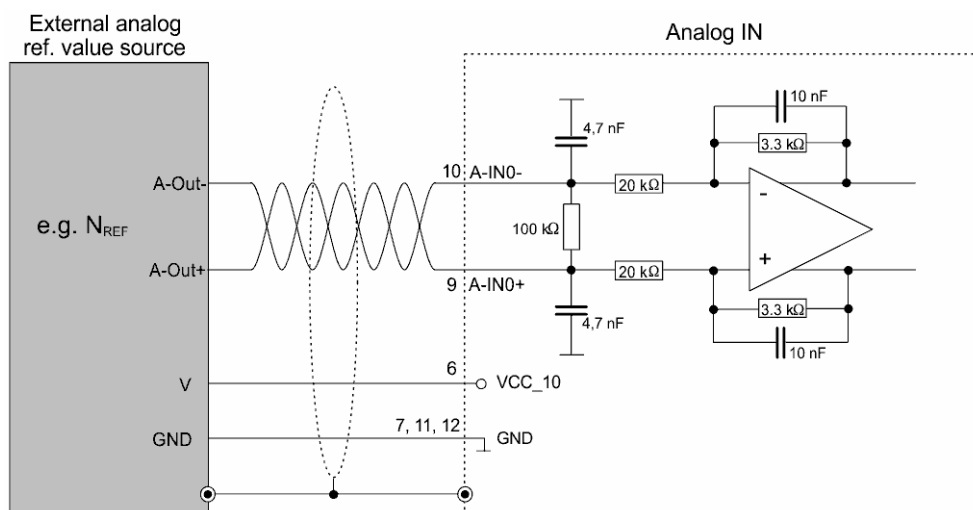 External analog
ref. value source
Analog IN
10 nF
4,7 nF
3.3 kΩ
A-Out-
10
A-IN0-
20 kΩ
-
e.g. NREF
100 kΩ
+
A-Out+
9
A-IN0+
20 kΩ
3.3 kΩ
4,7 nF
10 nF
V
6
VCC_10
GND
7, 11, 12
GND